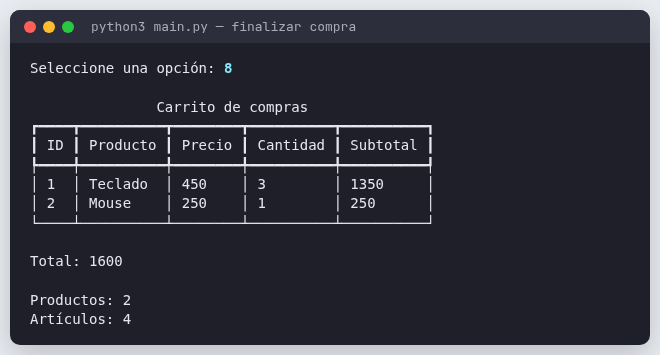 python3 main.py — finalizar compra
Seleccione una opción: 8
Carrito de compras
ID Producto Precio Cantidad Subtotal
1 Teclado 450 3 1350
2 Mouse 250 1 250
Total: 1600
Productos: 2
Artículos: 4